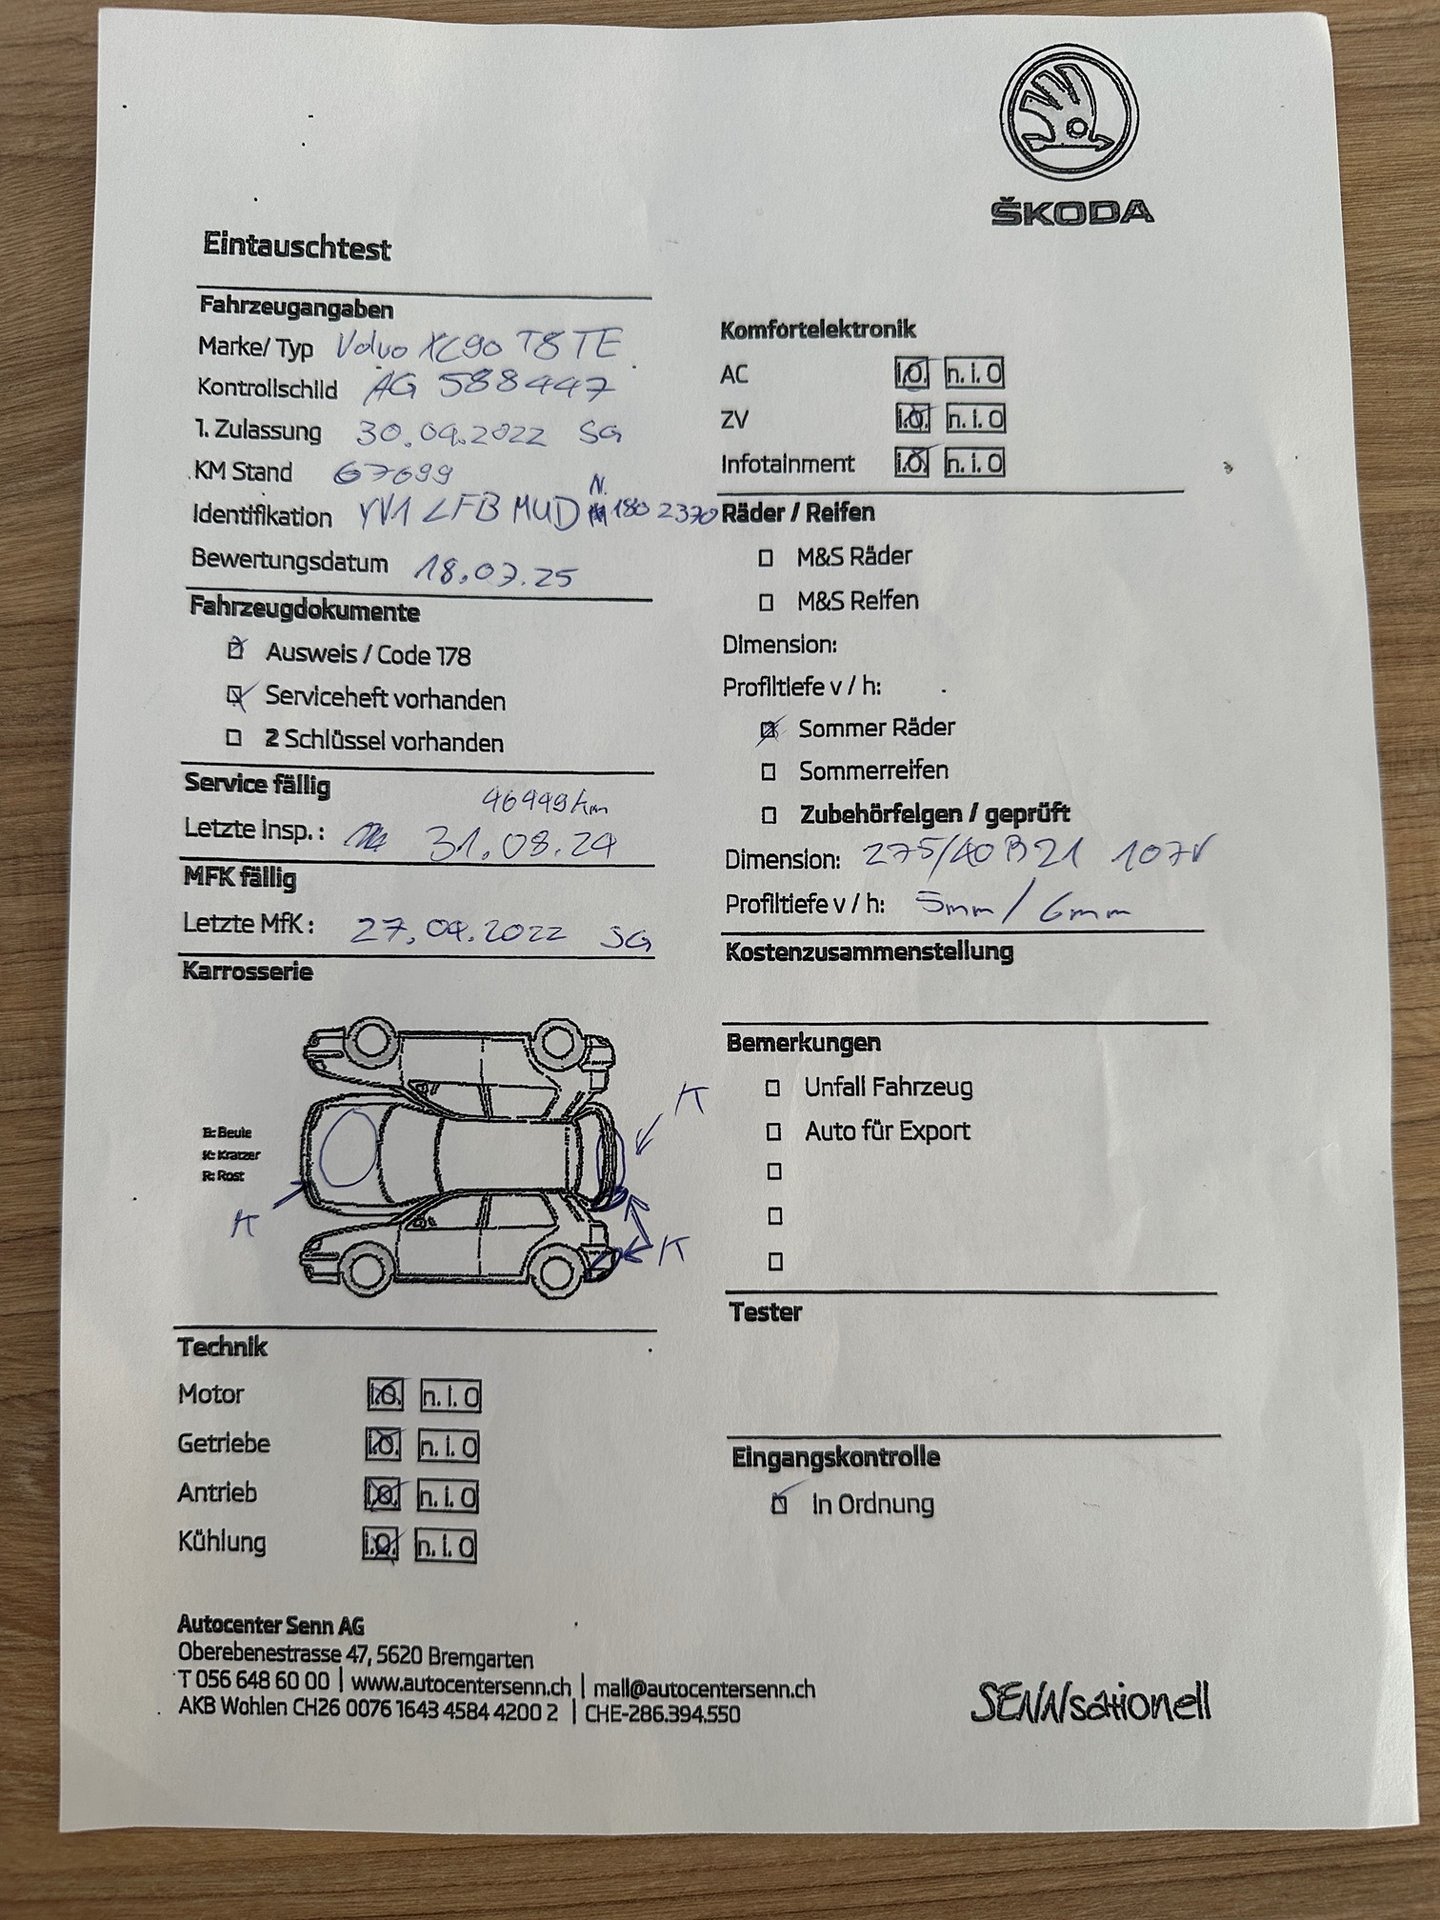 ŠKODA
Eintauschtest
Fahrzeugangaben
Marke/ Typ Volvo XC90 T8 TE
Kontrollschild AG 588447
1. Zulassung 30.09.2022 SG
KM Stand 67699
Identifikation YV1 LFB MUD N 180 2370
Bewertungsdatum 18.07.25
Fahrzeugdokumente
Ausweis / Code 178
Serviceheft vorhanden
2 Schlüssel vorhanden
Service fällig
46449 km
Letzte Insp.: 31.08.24
MFK fällig
Letzte MfK: 27.09.2022 SG
Karrosserie
B: Beule
K: Kratzer
R: Rost
K
K
K
Technik
Motor i.O. n.i.O
Getriebe i.O. n.i.O
Antrieb i.O. n.i.O
Kühlung i.O. n.i.O
Komfortelektronik
AC i.O. n.i.O
ZV i.O. n.i.O
Infotainment i.O. n.i.O
Räder / Reifen
M&S Räder
M&S Reifen
Dimension:
Profiltiefe v / h:
Sommer Räder
Sommerreifen
Zubehörfelgen / geprüft
Dimension: 275/40 R21 107V
Profiltiefe v / h: 5mm / 6mm
Kostenzusammenstellung
Bemerkungen
Unfall Fahrzeug
Auto für Export
Tester
Eingangskontrolle
In Ordnung
Autocenter Senn AG
Oberebenestrasse 47, 5620 Bremgarten
T 056 648 60 00 | www.autocentersenn.ch | mail@autocentersenn.ch
AKB Wohlen CH26 0076 1643 4584 4200 2 | CHE-286.394.550
SENNsationell